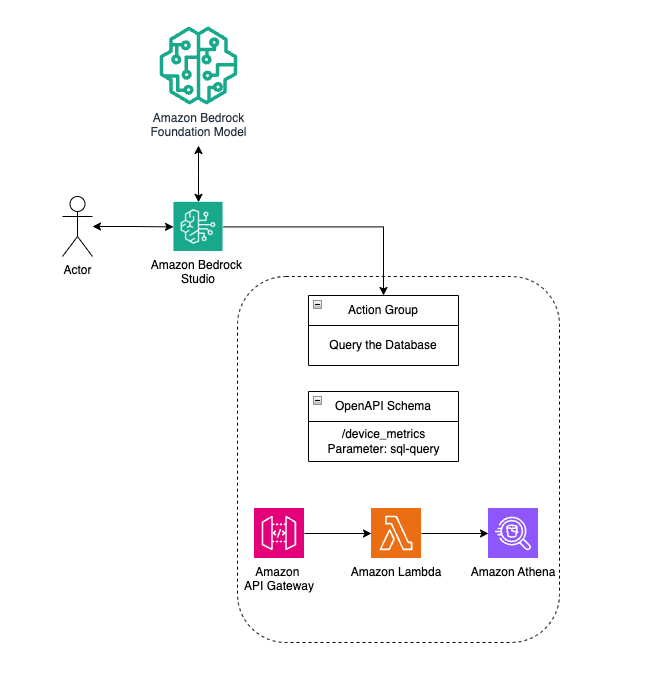 Amazon Bedrock
Foundation Model
Actor
Amazon Bedrock
Studio
Action Group
Query the Database
OpenAPI Schema
/device_metrics
Parameter: sql-query
Amazon
API Gateway
Amazon Lambda
Amazon Athena